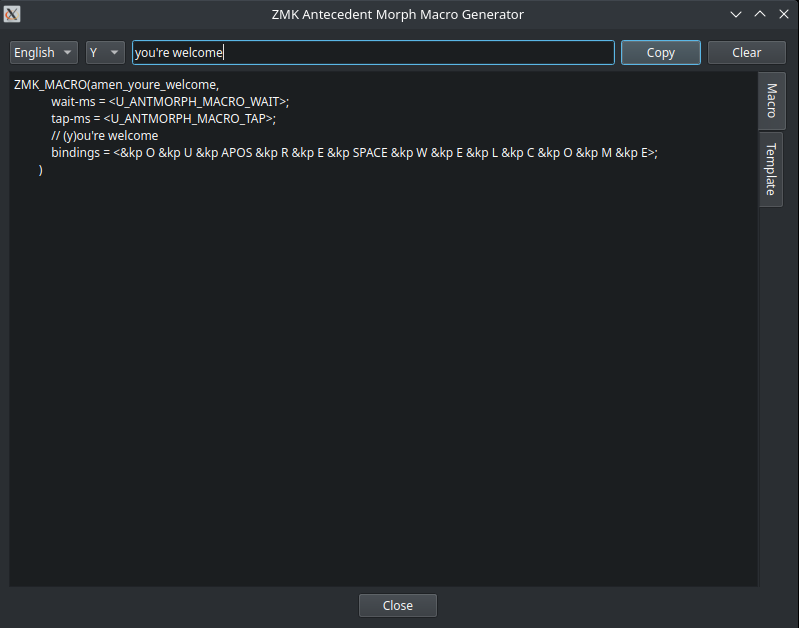 ZMK Antecedent Morph Macro Generator
English Y you're welcome Copy Clear
ZMK_MACRO(amen_youre_welcome,
wait-ms = <U_ANTMORPH_MACRO_WAIT>;
tap-ms = <U_ANTMORPH_MACRO_TAP>;
// (y)ou're welcome
bindings = <&kp O &kp U &kp APOS &kp R &kp E &kp SPACE &kp W &kp E &kp L &kp C &kp O &kp M &kp E>;
)
Macro
Template
Close